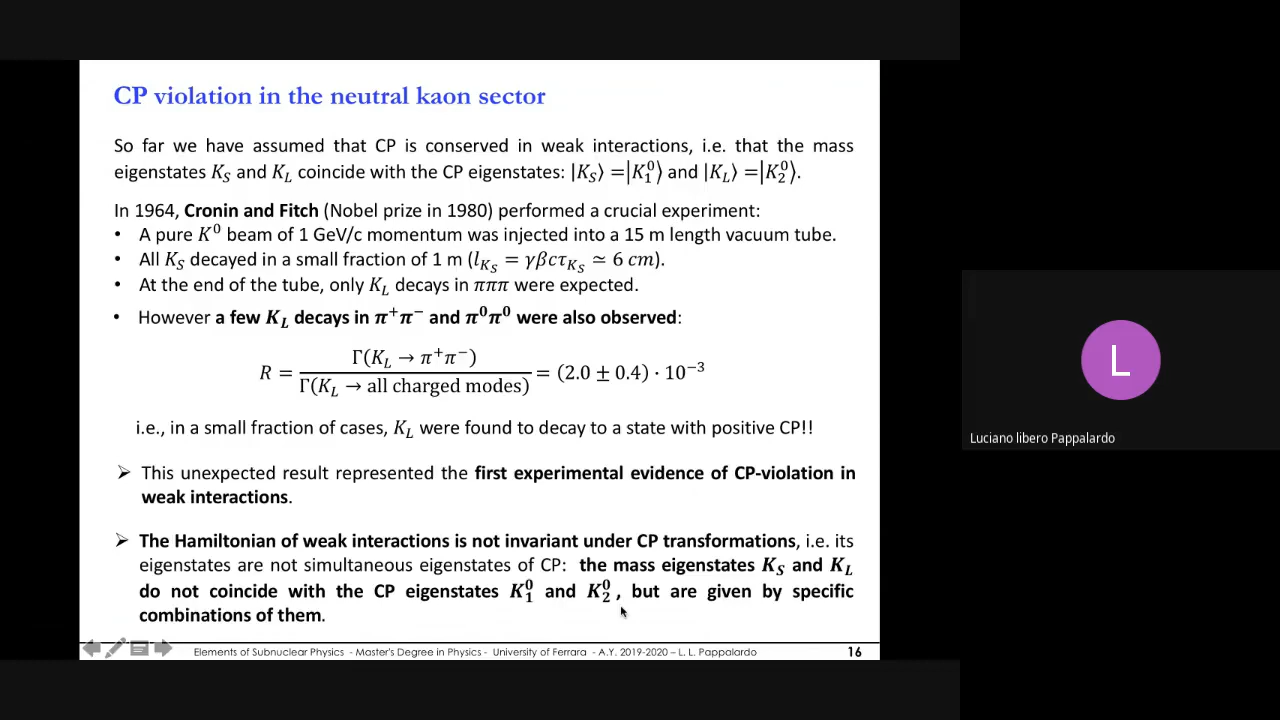 CP violation in the neutral kaon sector
So far we have assumed that CP is conserved in weak interactions, i.e. that the mass
eigenstates K_S and K_L coincide with the CP eigenstates: |K_S⟩ =|K_1^0⟩ and |K_L⟩ =|K_2^0⟩.
In 1964, Cronin and Fitch (Nobel prize in 1980) performed a crucial experiment:
• A pure K^0 beam of 1 GeV/c momentum was injected into a 15 m length vacuum tube.
• All K_S decayed in a small fraction of 1 m (l_{K_S} = γβcτ_{K_S} ≃ 6 cm).
• At the end of the tube, only K_L decays in πππ were expected.
• However a few K_L decays in π^+π^- and π^0π^0 were also observed:
R = Γ(K_L → π^+π^-) / Γ(K_L → all charged modes) = (2.0 ± 0.4) · 10^{-3}
i.e., in a small fraction of cases, K_L were found to decay to a state with positive CP!!
➢ This unexpected result represented the first experimental evidence of CP-violation in
weak interactions.
➢ The Hamiltonian of weak interactions is not invariant under CP transformations, i.e. its
eigenstates are not simultaneous eigenstates of CP: the mass eigenstates K_S and K_L
do not coincide with the CP eigenstates K_1^0 and K_2^0, but are given by specific
combinations of them.
Elements of Subnuclear Physics - Master's Degree in Physics - University of Ferrara - A.Y. 2019-2020 – L. L. Pappalardo 16
L
Luciano libero Pappalardo